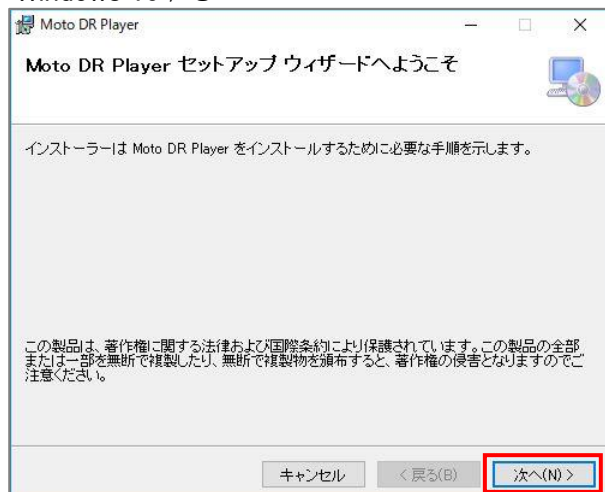 Moto DR Player
Moto DR Player セットアップ ウィザードへようこそ
インストーラーは Moto DR Player をインストールするために必要な手順を示します。
この製品は、著作権に関する法律および国際条約により保護されています。この製品の全部
または一部を無断で複製したり、無断で複製物を頒布すると、著作権の侵害となりますのでご
注意ください。
キャンセル
< 戻る(B)
次へ(N) >